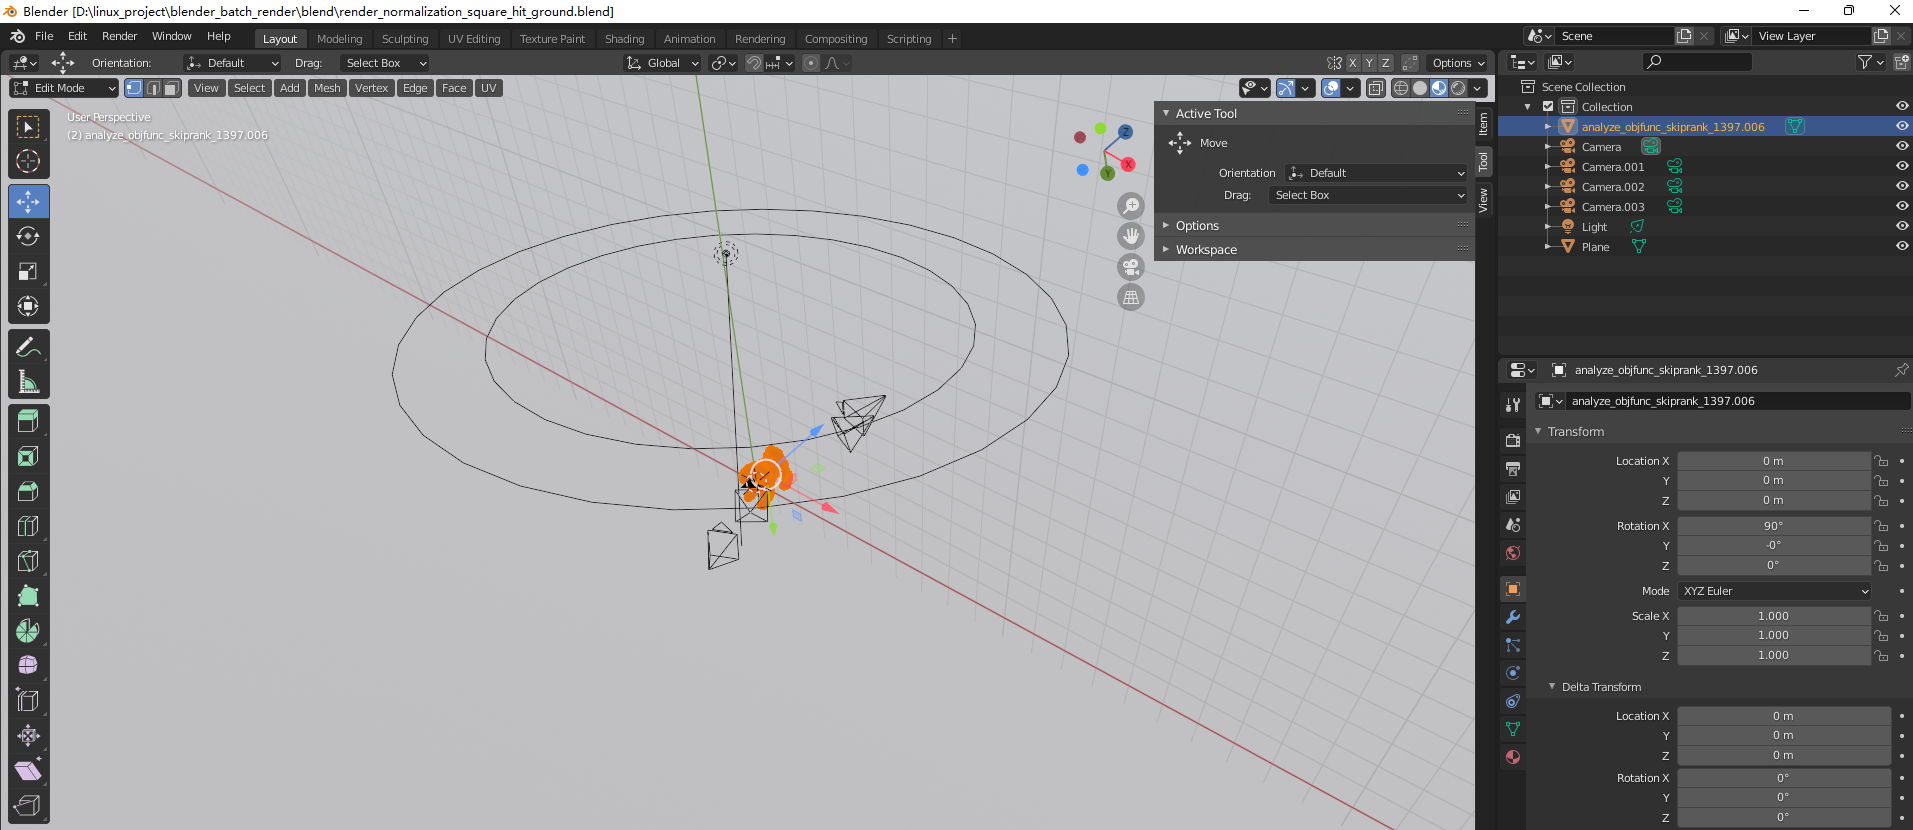 Blender [D:\linux_project\blender_batch_render\blend\render_normalization_square_hit_ground.blend]
File Edit Render Window Help Layout Modeling Sculpting UV Editing Texture Paint Shading Animation Rendering Compositing Scripting + Scene View Layer
Orientation: Default Drag: Select Box Global X Y Z Options
Edit Mode View Select Add Mesh Vertex Edge Face UV
User Perspective
(2) analyze_objfunc_skiprank_1397.006
Z
X
Y
Active Tool
Move
Orientation Default
Drag: Select Box
Options
Workspace
Item
Tool
View
Scene Collection
Collection
analyze_objfunc_skiprank_1397.006
Camera
Camera.001
Camera.002
Camera.003
Light
Plane
analyze_objfunc_skiprank_1397.006
analyze_objfunc_skiprank_1397.006
Transform
Location X 0 m
Y 0 m
Z 0 m
Rotation X 90°
Y -0°
Z 0°
Mode XYZ Euler
Scale X 1.000
Y 1.000
Z 1.000
Delta Transform
Location X 0 m
Y 0 m
Z 0 m
Rotation X 0°
Y 0°
Z 0°